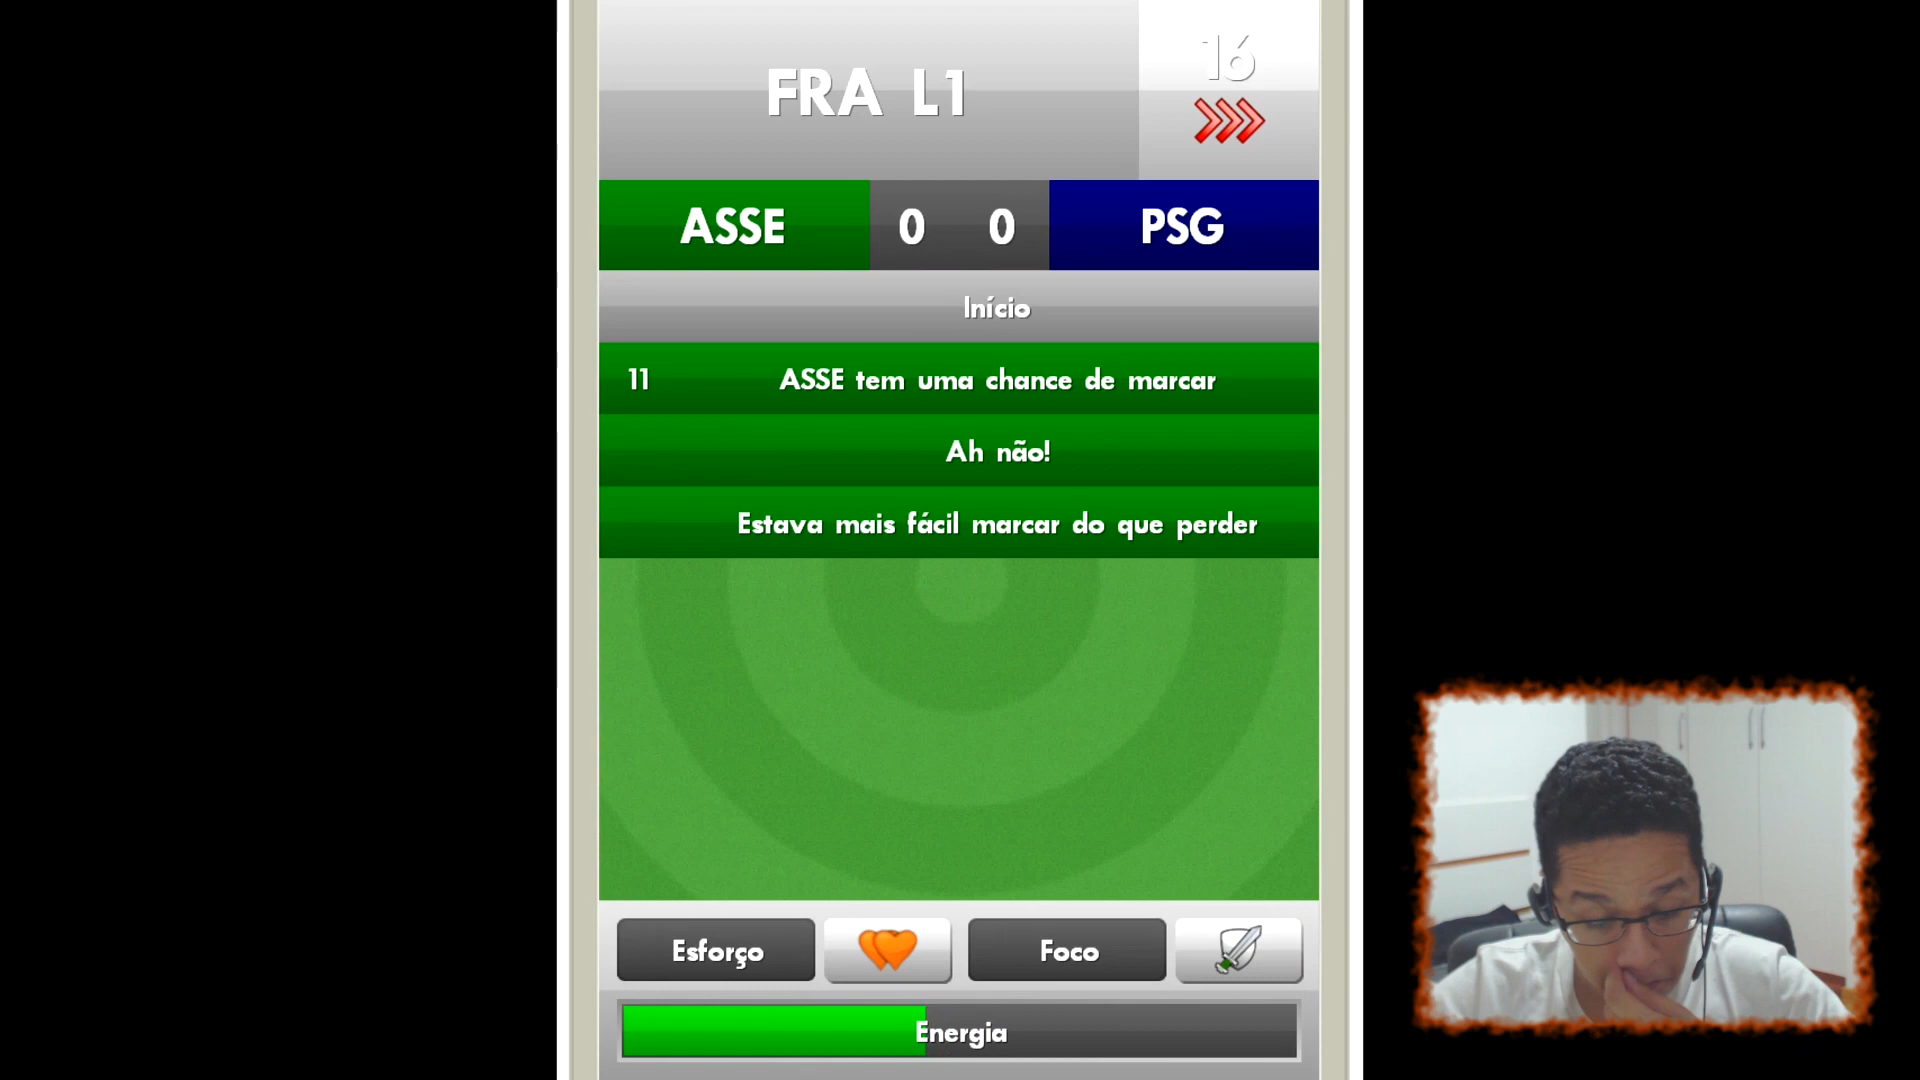 FRA L1
16
ASSE 0 0 PSG
Início
11 ASSE tem uma chance de marcar
Ah não!
Estava mais fácil marcar do que perder
Esforço
Foco
Energia